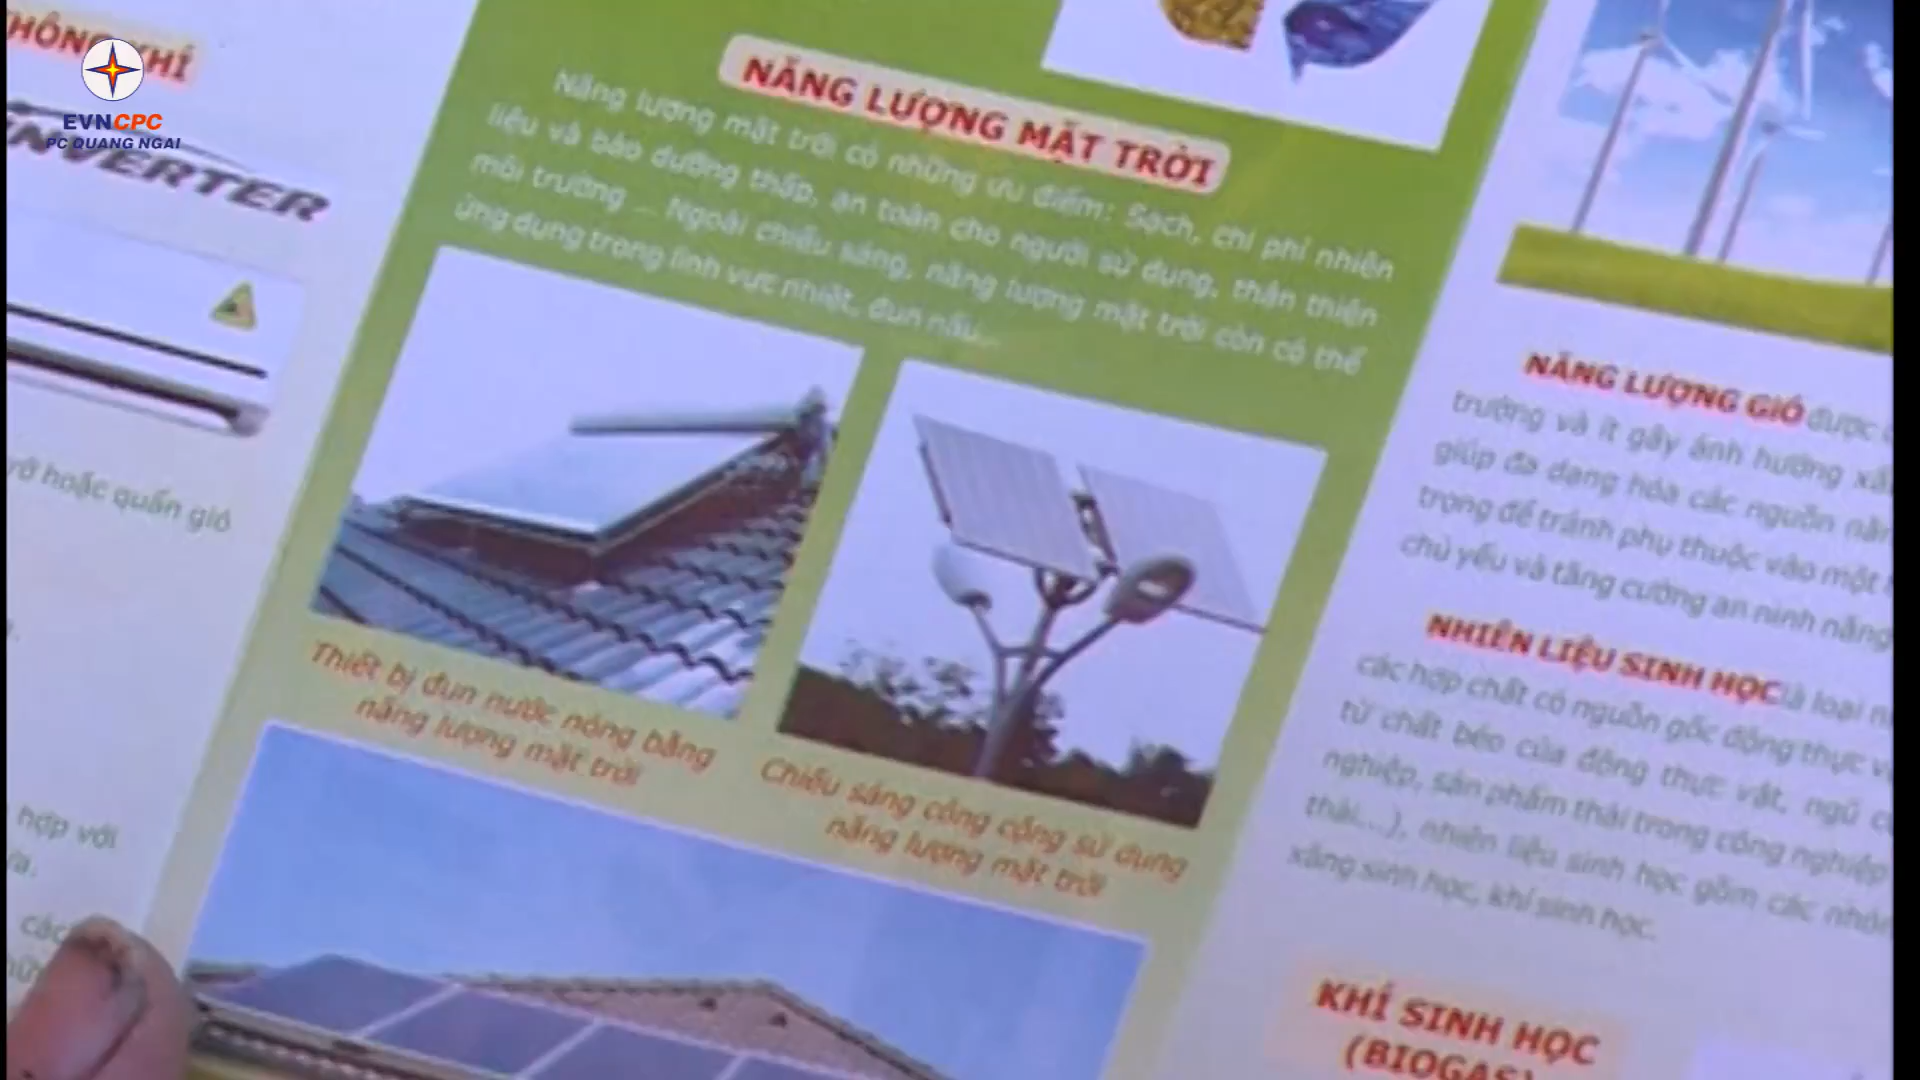 HÔNG KHÍ
EVNCPC
PC QUANG NGAI
INVERTER
hoặc quấn gió
hợp với
các
NĂNG LƯỢNG MẶT TRỜI
Năng lượng mặt trời có những ưu điểm: Sạch, chi phí nhiên
liệu và bảo dưỡng thấp, an toàn cho người sử dụng, thân thiện
môi trường ... Ngoài chiếu sáng, năng lượng mặt trời còn có thể
ứng dụng trong lĩnh vực nhiệt, đun nấu...
Thiết bị đun nước nóng bằng
năng lượng mặt trời
Chiếu sáng công cộng sử dụng
năng lượng mặt trời
NĂNG LƯỢNG GIÓ được
trường và ít gây ảnh hưởng xấ
giúp đa dạng hóa các nguồn năn
trọng để tránh phụ thuộc vào một
chủ yếu và tăng cường an ninh năng
NHIÊN LIỆU SINH HỌC là loại n
các hợp chất có nguồn gốc động thực v
từ chất béo của động thực vật, ngũ c
nghiệp, sản phẩm thải trong công nghiệp
thải...), nhiên liệu sinh học gồm các nhó
xăng sinh học, khí sinh học.
KHÍ SINH HỌC
(BIOGAS)